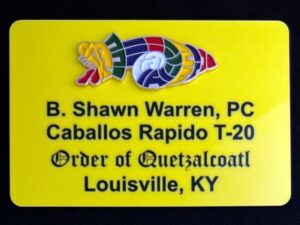 B. Shawn Warren, PC
Caballos Rapido T-20
Order of Quetzalcoatl
Louisville, KY